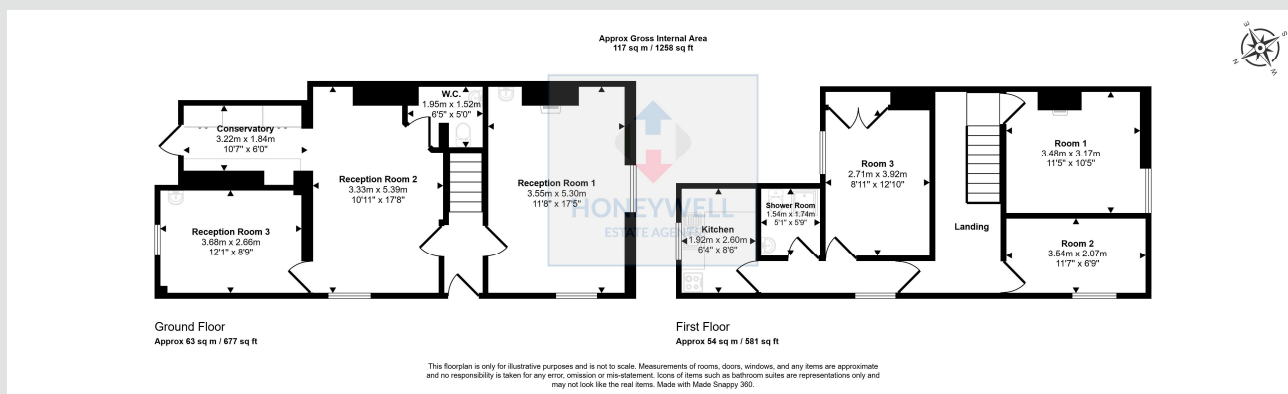 Approx Gross Internal Area
117 sq m / 1258 sq ft
N
E
S
W
W.C.
1.95m x 1.52m
6'5" x 5'0"
Conservatory
3.22m x 1.84m
10'7" x 6'0"
Reception Room 2
3.33m x 5.39m
10'11" x 17'8"
Reception Room 1
3.55m x 5.30m
11'8" x 17'5"
Reception Room 3
3.68m x 2.66m
12'1" x 8'9"
HONEYWELL
ESTATE AGENTS
Room 3
2.71m x 3.92m
8'11" x 12'10"
Room 1
3.48m x 3.17m
11'5" x 10'5"
Shower Room
1.54m x 1.74m
5'1" x 5'9"
Kitchen
1.92m x 2.60m
6'4" x 8'6"
Landing
Room 2
3.54m x 2.07m
11'7" x 6'9"
Ground Floor
Approx 63 sq m / 677 sq ft
First Floor
Approx 54 sq m / 581 sq ft
This floorplan is only for illustrative purposes and is not to scale. Measurements of rooms, doors, windows, and any items are approximate
and no responsibility is taken for any error, omission or mis-statement. Icons of items such as bathroom suites are representations only and
may not look like the real items. Made with Made Snappy 360.